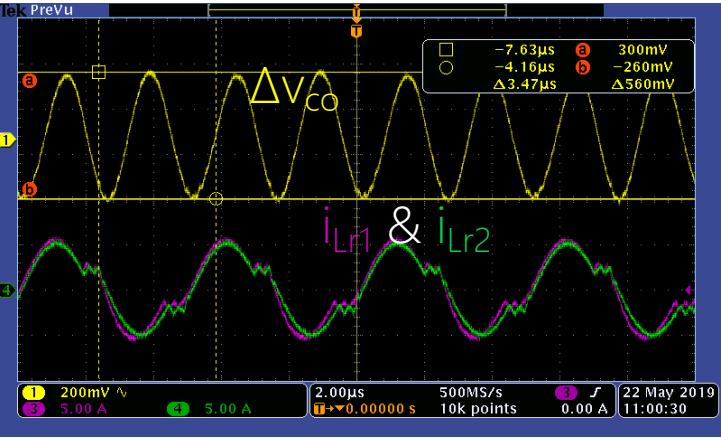 Tek PreVu
T
T
-7.63µs a 300mV
-4.16µs b -260mV
Δ3.47µs Δ560mV
a
ΔvCO
1
b
iLr1 & iLr2
4
1 200mV 2.00µs 500MS/s 3 22 May 2019
3 5.00 A 4 5.00 A T→▼0.00000 s 10k points 0.00 A 11:00:30